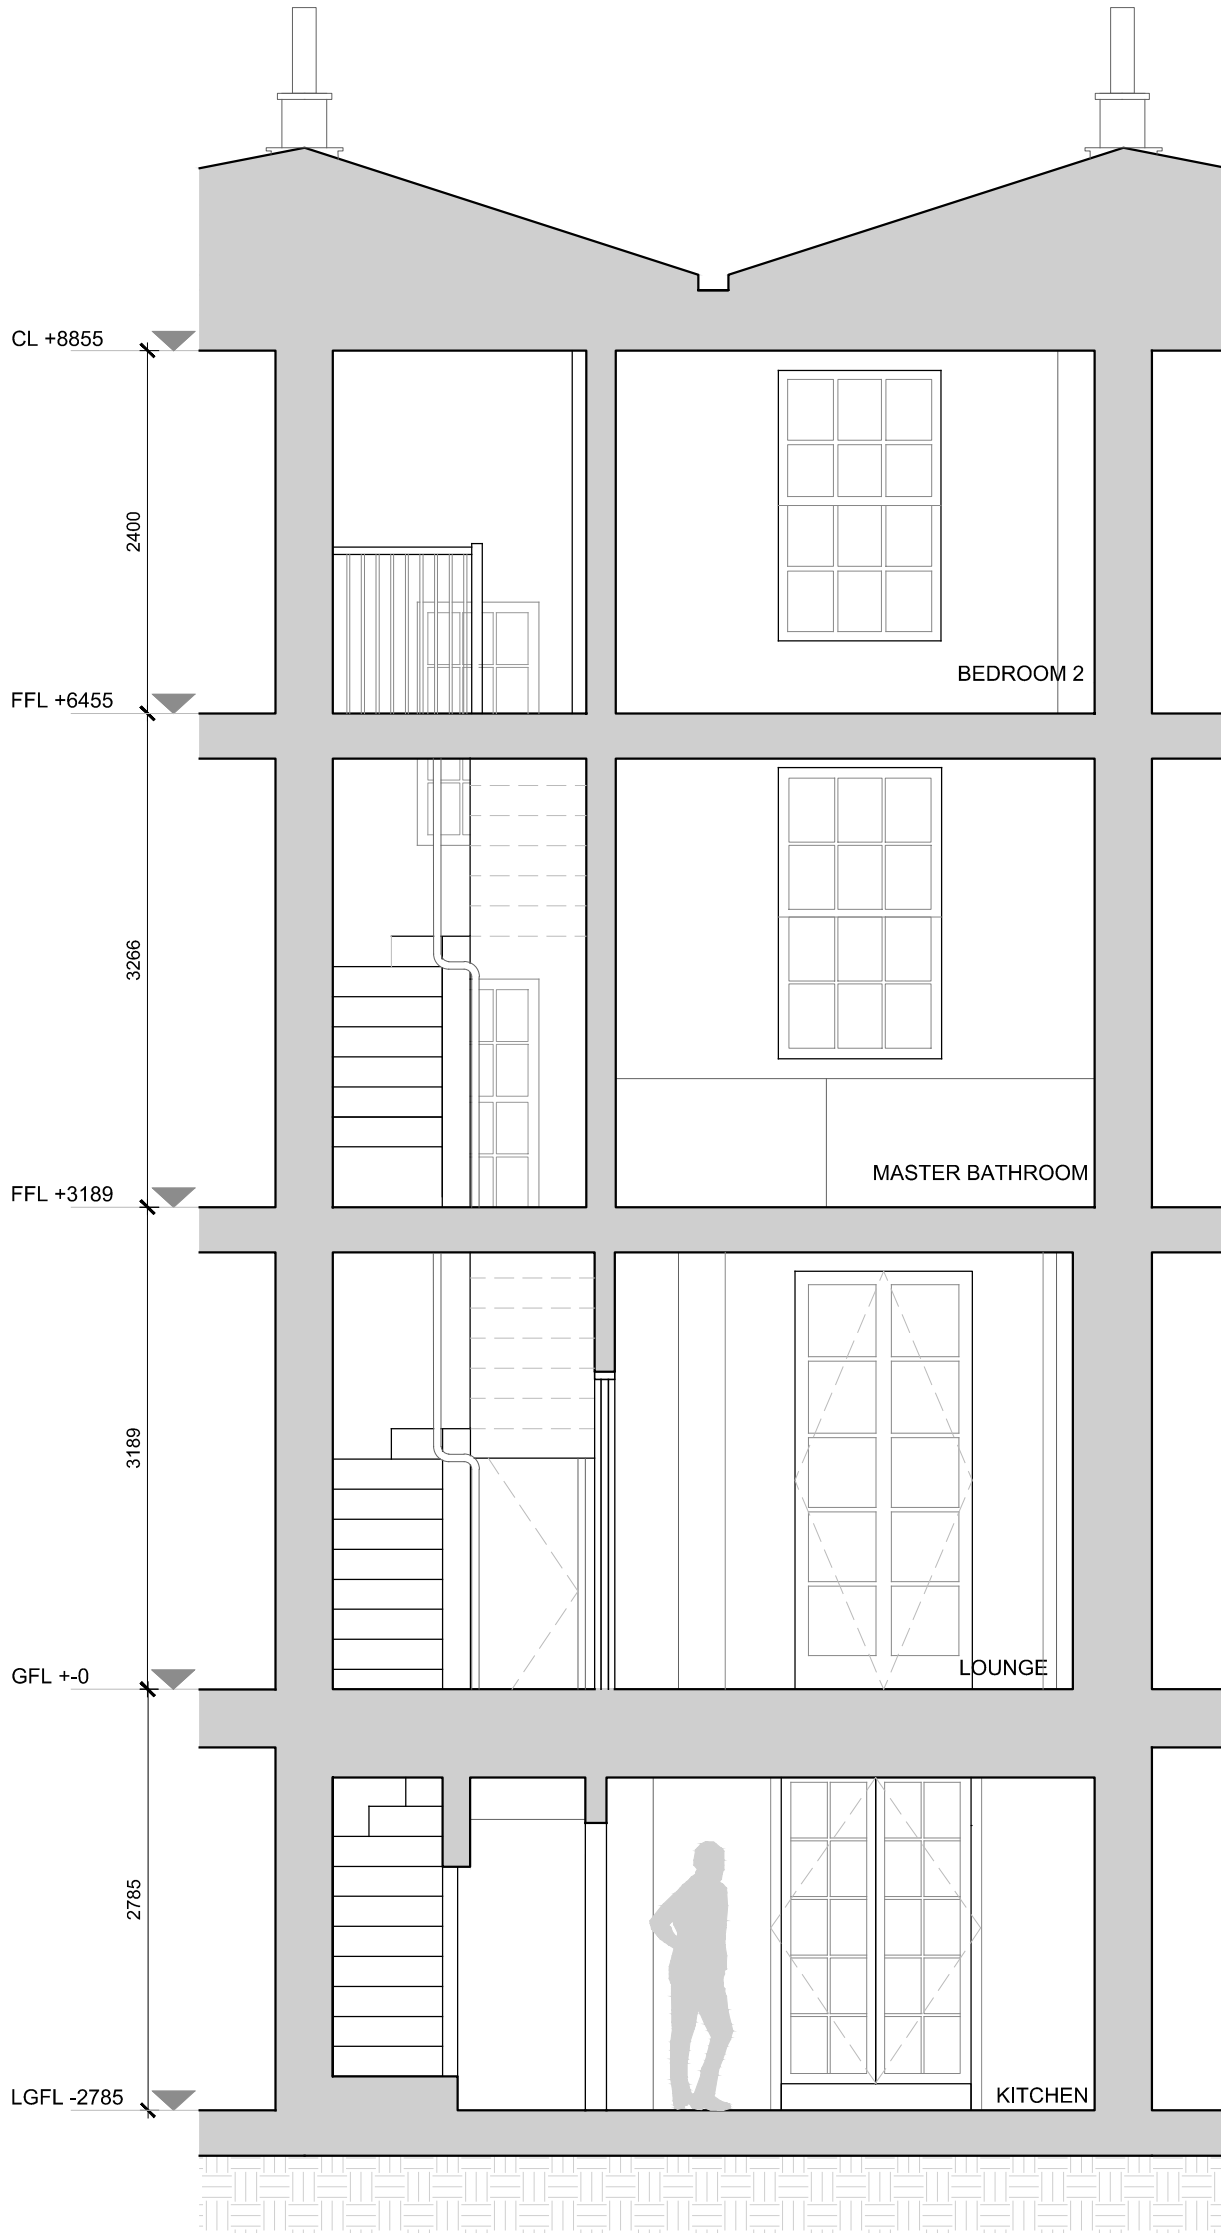 CL +8855
2400
BEDROOM 2
FFL +6455
3266
MASTER BATHROOM
FFL +3189
3189
LOUNGE
GFL +-0
2785
KITCHEN
LGFL -2785